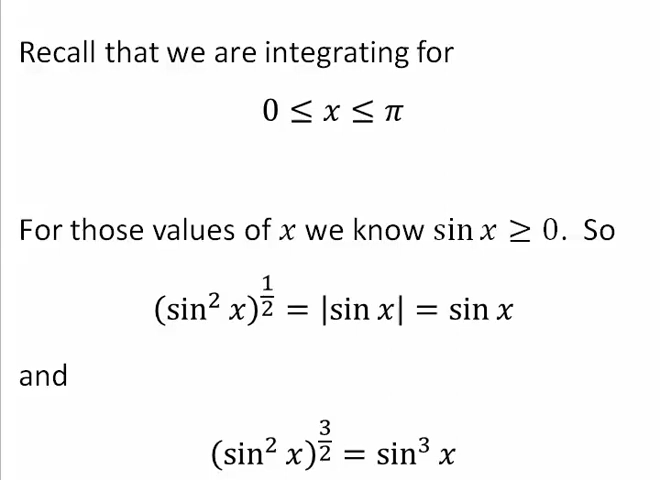 Recall that we are integrating for
0 ≤ x ≤ π
For those values of x we know sin x ≥ 0. So
(sin² x)^{1/2} = |sin x| = sin x
and
(sin² x)^{3/2} = sin³ x